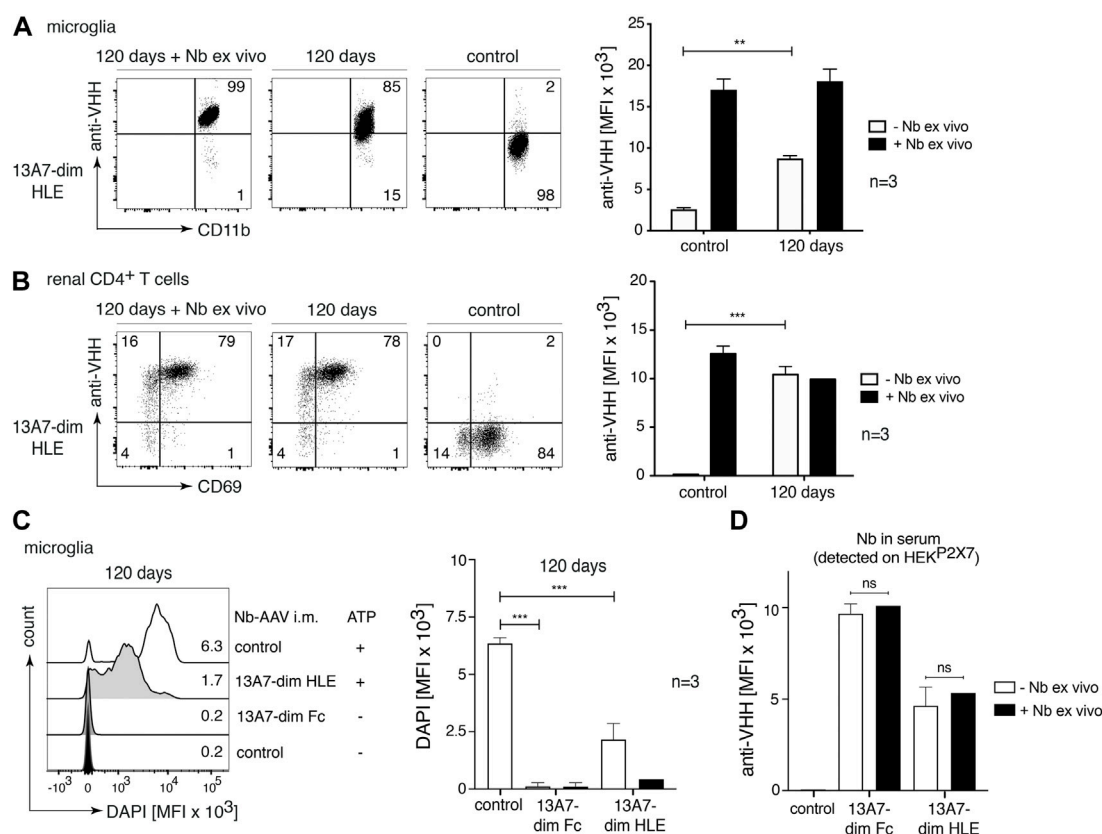 A microglia
120 days + Nb ex vivo 120 days control
99 85 2
anti-VHH
13A7-dim
HLE
1 15 98
CD11b
anti-VHH [MFI x 10³]
25
20
15
10
5
0
**
- Nb ex vivo
+ Nb ex vivo
n=3
control 120 days
B renal CD4⁺ T cells
120 days + Nb ex vivo 120 days control
16 79 17 78 0 2
anti-VHH
13A7-dim
HLE
4 1 4 1 14 84
CD69
anti-VHH [MFI x 10³]
20
15
10
5
0
***
- Nb ex vivo
+ Nb ex vivo
n=3
control 120 days
C microglia
120 days
Nb-AAV i.m. ATP
count
6.3 control +
1.7 13A7-dim HLE +
0.2 13A7-dim Fc -
0.2 control -
-10³ 0 10³ 10⁴ 10⁵
DAPI [MFI x 10³]
120 days
DAPI [MFI x 10³]
10
7.5
5
2.5
0
***
***
n=3
control 13A7- 13A7-
dim Fc dim HLE
D
Nb in serum
(detected on HEK^P2X7)
anti-VHH [MFI x 10³]
10
5
0
ns
ns
- Nb ex vivo
+ Nb ex vivo
control 13A7- 13A7-
dim Fc dim HLE